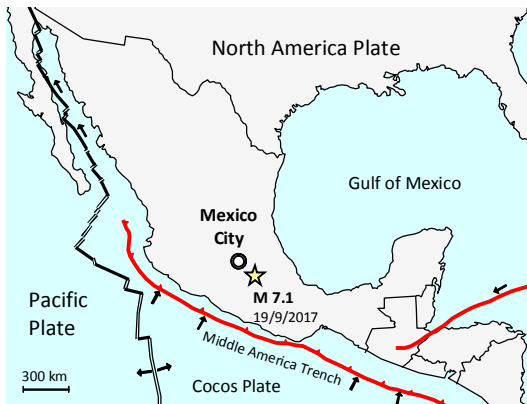 North America Plate
Gulf of Mexico
Mexico
City
M 7.1
19/9/2017
Pacific
Plate
Middle America Trench
300 km
Cocos Plate